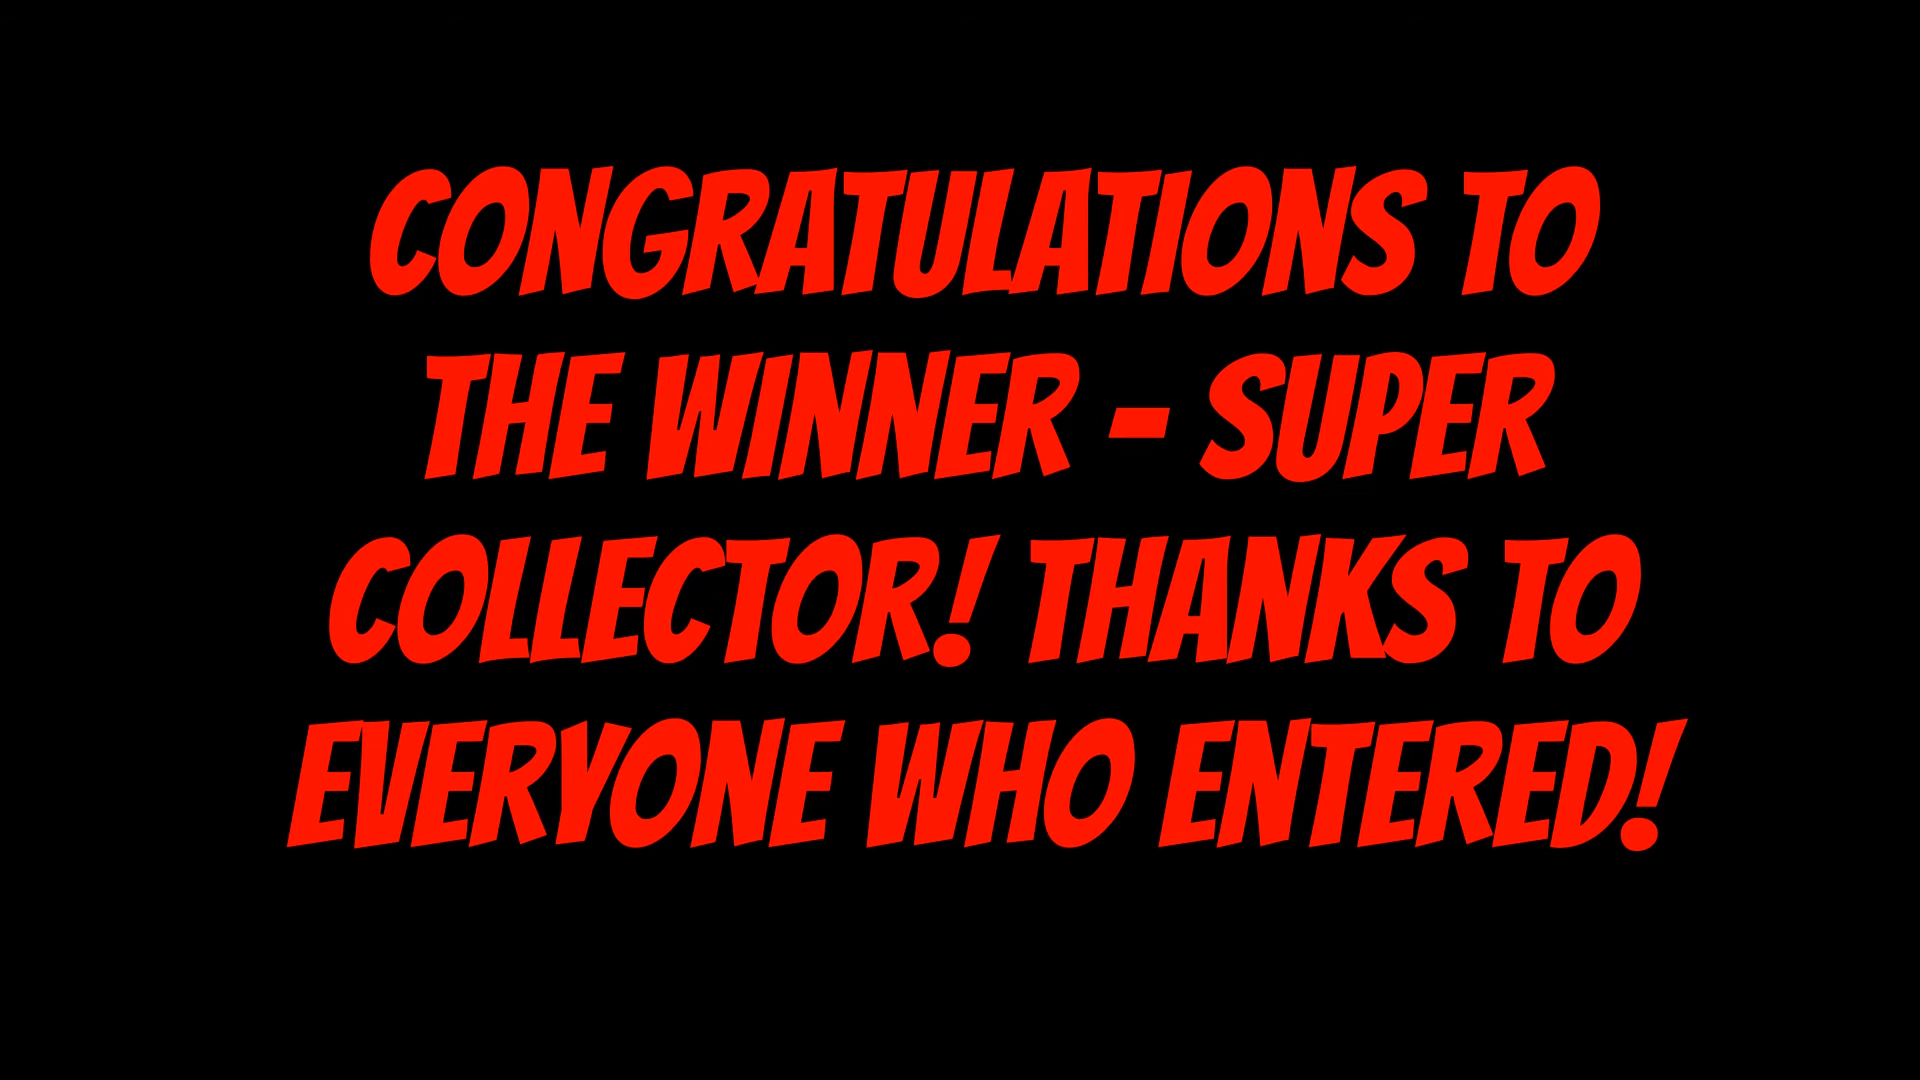 CONGRATULATIONS TO
THE WINNER - SUPER
COLLECTOR! THANKS TO
EVERYONE WHO ENTERED!